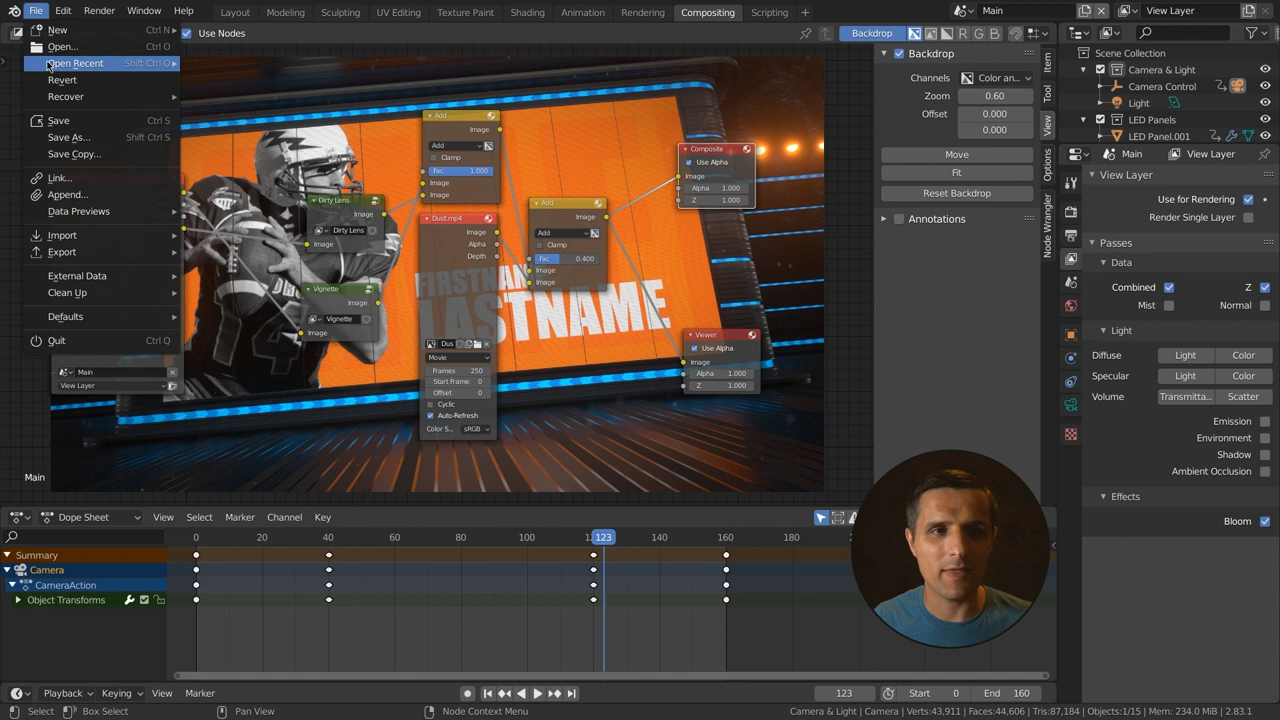 File Edit Render Window Help
Layout Modeling Sculpting UV Editing Texture Paint Shading Animation Rendering Compositing Scripting
Main View Layer
New Ctrl N
Open... Ctrl O
Open Recent Shift Ctrl O
Revert
Recover
Save Ctrl S
Save As... Shift Ctrl S
Save Copy...
Link...
Append...
Data Previews
Import
Export
External Data
Clean Up
Defaults
Quit Ctrl Q
Main
View Layer
Use Nodes
Backdrop R G B
Add
Image
Add
Clamp
Fac 1.000
Image
Image
Dirty Lens
Image
Dirty Lens
Image
Vignette
Image
Vignette
Image
Dust.mp4
Image
Alpha
Depth
Dus
Movie
Frames 250
Start Frame 0
Offset 0
Cyclic
Auto-Refresh
Color S... sRGB
Add
Image
Add
Clamp
Fac 0.400
Image
Image
Composite
Use Alpha
Image
Alpha 1.000
Z 1.000
Viewer
Use Alpha
Image
Alpha 1.000
Z 1.000
FIRSTNAM
LASTNAME
Main
Backdrop
Channels Color an...
Zoom 0.60
Offset 0.000
0.000
Move
Fit
Reset Backdrop
Annotations
Item
Tool
View
Options
Node Wrangler
Scene Collection
Camera & Light
Camera Control
Light
LED Panels
LED Panel.001
Main View Layer
View Layer
Use for Rendering
Render Single Layer
Passes
Data
Combined Z
Mist Normal
Light
Diffuse Light Color
Specular Light Color
Volume Transmitta... Scatter
Emission
Environment
Shadow
Ambient Occlusion
Effects
Bloom
Dope Sheet View Select Marker Channel Key
0 20 40 60 80 100 123 140 160 180
Summary
Camera
CameraAction
Object Transforms
Playback Keying View Marker
123 Start 0 End 160
Select Box Select Pan View Node Context Menu
Camera & Light | Camera | Verts:43,911 | Faces:44,606 | Tris:87,184 | Objects:1/15 | Mem: 234.0 MiB | 2.83.1